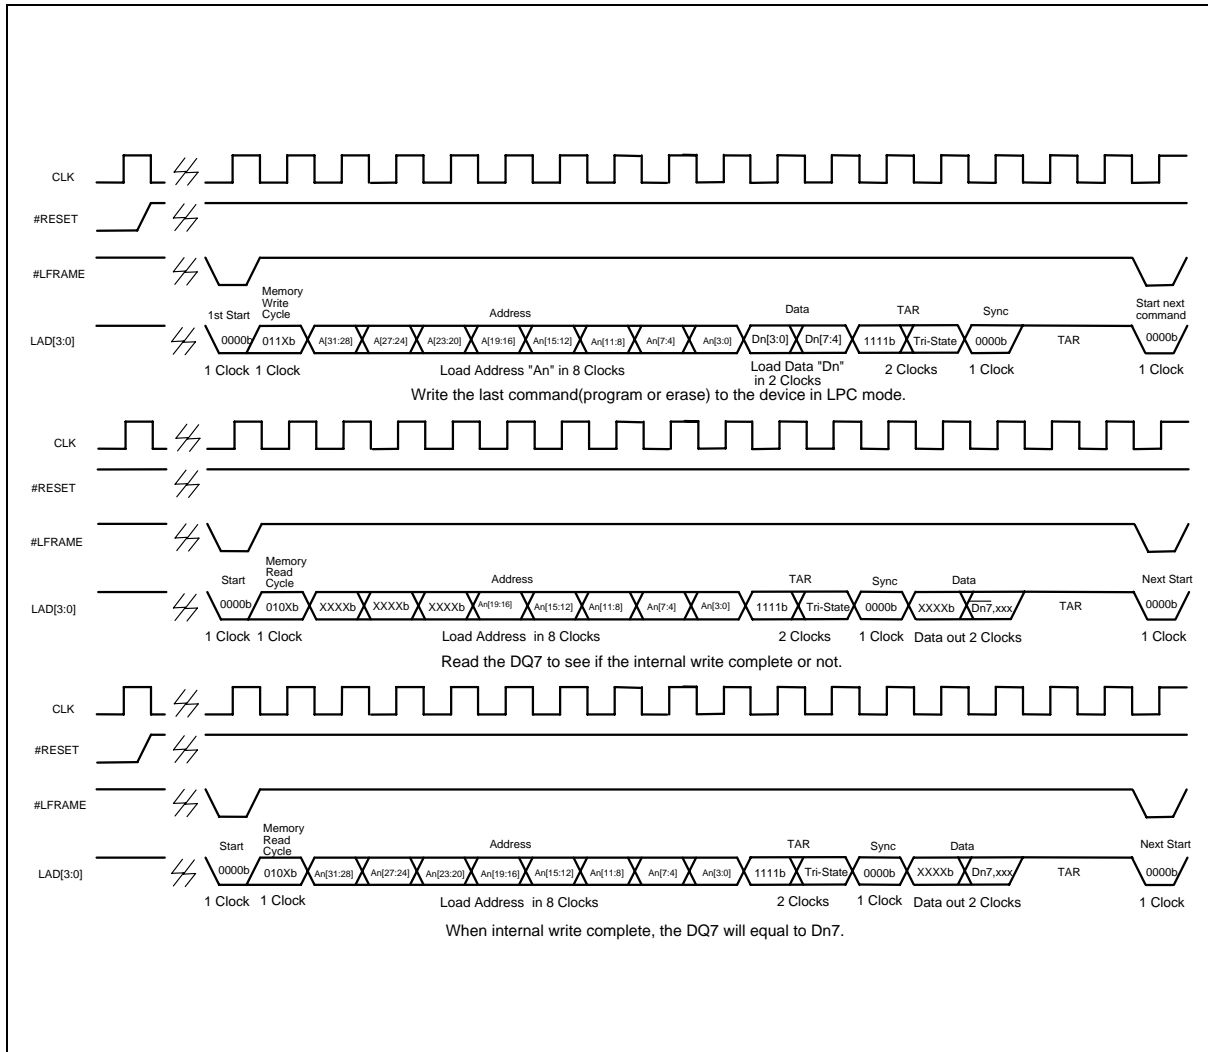 CLK
#RESET
#LFRAME
1st Start
Memory
Write
Cycle
Address
Data
TAR
Sync
Start next
command
LAD[3:0]
0000b 011Xb A[31:28] A[27:24] A[23:20] A[19:16] An[15:12] An[11:8] An[7:4] An[3:0] Dn[3:0] Dn[7:4] 1111b Tri-State 0000b TAR 0000b
1 Clock 1 Clock Load Address "An" in 8 Clocks Load Data "Dn"
in 2 Clocks 2 Clocks 1 Clock 1 Clock
Write the last command(program or erase) to the device in LPC mode.
CLK
#RESET
#LFRAME
Start
Memory
Read
Cycle
Address
TAR
Sync
Data
Next Start
LAD[3:0]
0000b 010Xb XXXXb XXXXb XXXXb An[19:16] An[15:12] An[11:8] An[7:4] An[3:0] 1111b Tri-State 0000b XXXXb Dn7,xxx TAR 0000b
1 Clock 1 Clock Load Address in 8 Clocks 2 Clocks 1 Clock Data out 2 Clocks 1 Clock
Read the DQ7 to see if the internal write complete or not.
CLK
#RESET
#LFRAME
Start
Memory
Read
Cycle
Address
TAR
Sync
Data
Next Start
LAD[3:0]
0000b 010Xb An[31:28] An[27:24] An[23:20] An[19:16] An[15:12] An[11:8] An[7:4] An[3:0] 1111b Tri-State 0000b XXXXb Dn7,xxx TAR 0000b
1 Clock 1 Clock Load Address in 8 Clocks 2 Clocks 1 Clock Data out 2 Clocks 1 Clock
When internal write complete, the DQ7 will equal to Dn7.